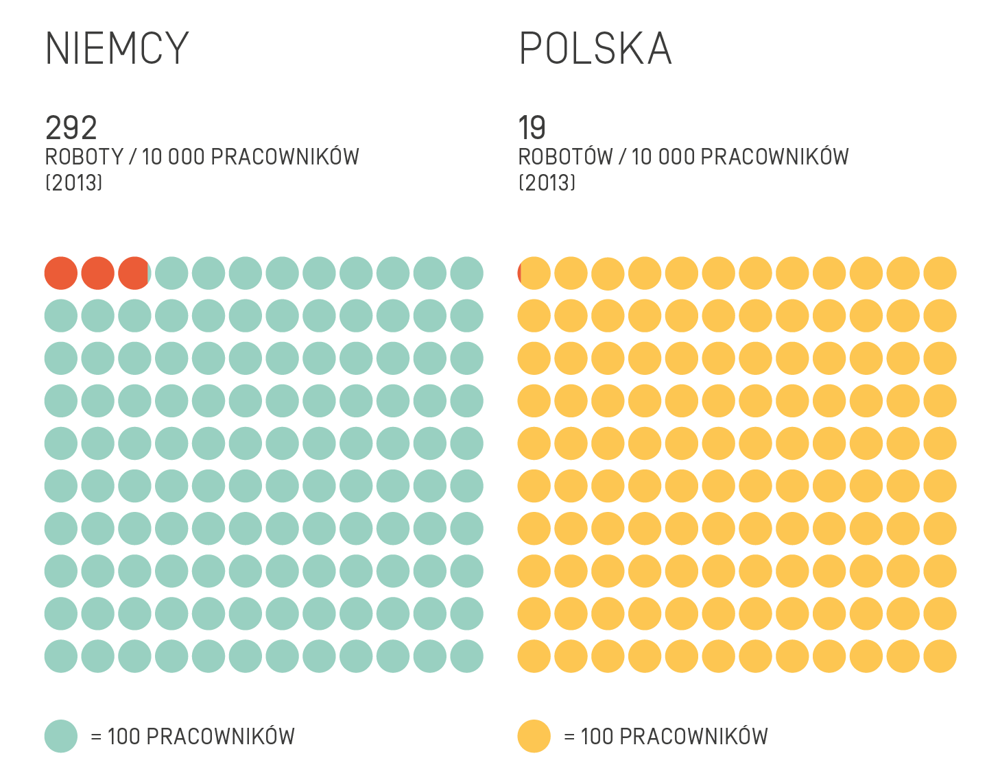 NIEMCY
292
ROBOTY / 10 000 PRACOWNIKÓW
(2013)
= 100 PRACOWNIKÓW
POLSKA
19
ROBOTÓW / 10 000 PRACOWNIKÓW
(2013)
= 100 PRACOWNIKÓW